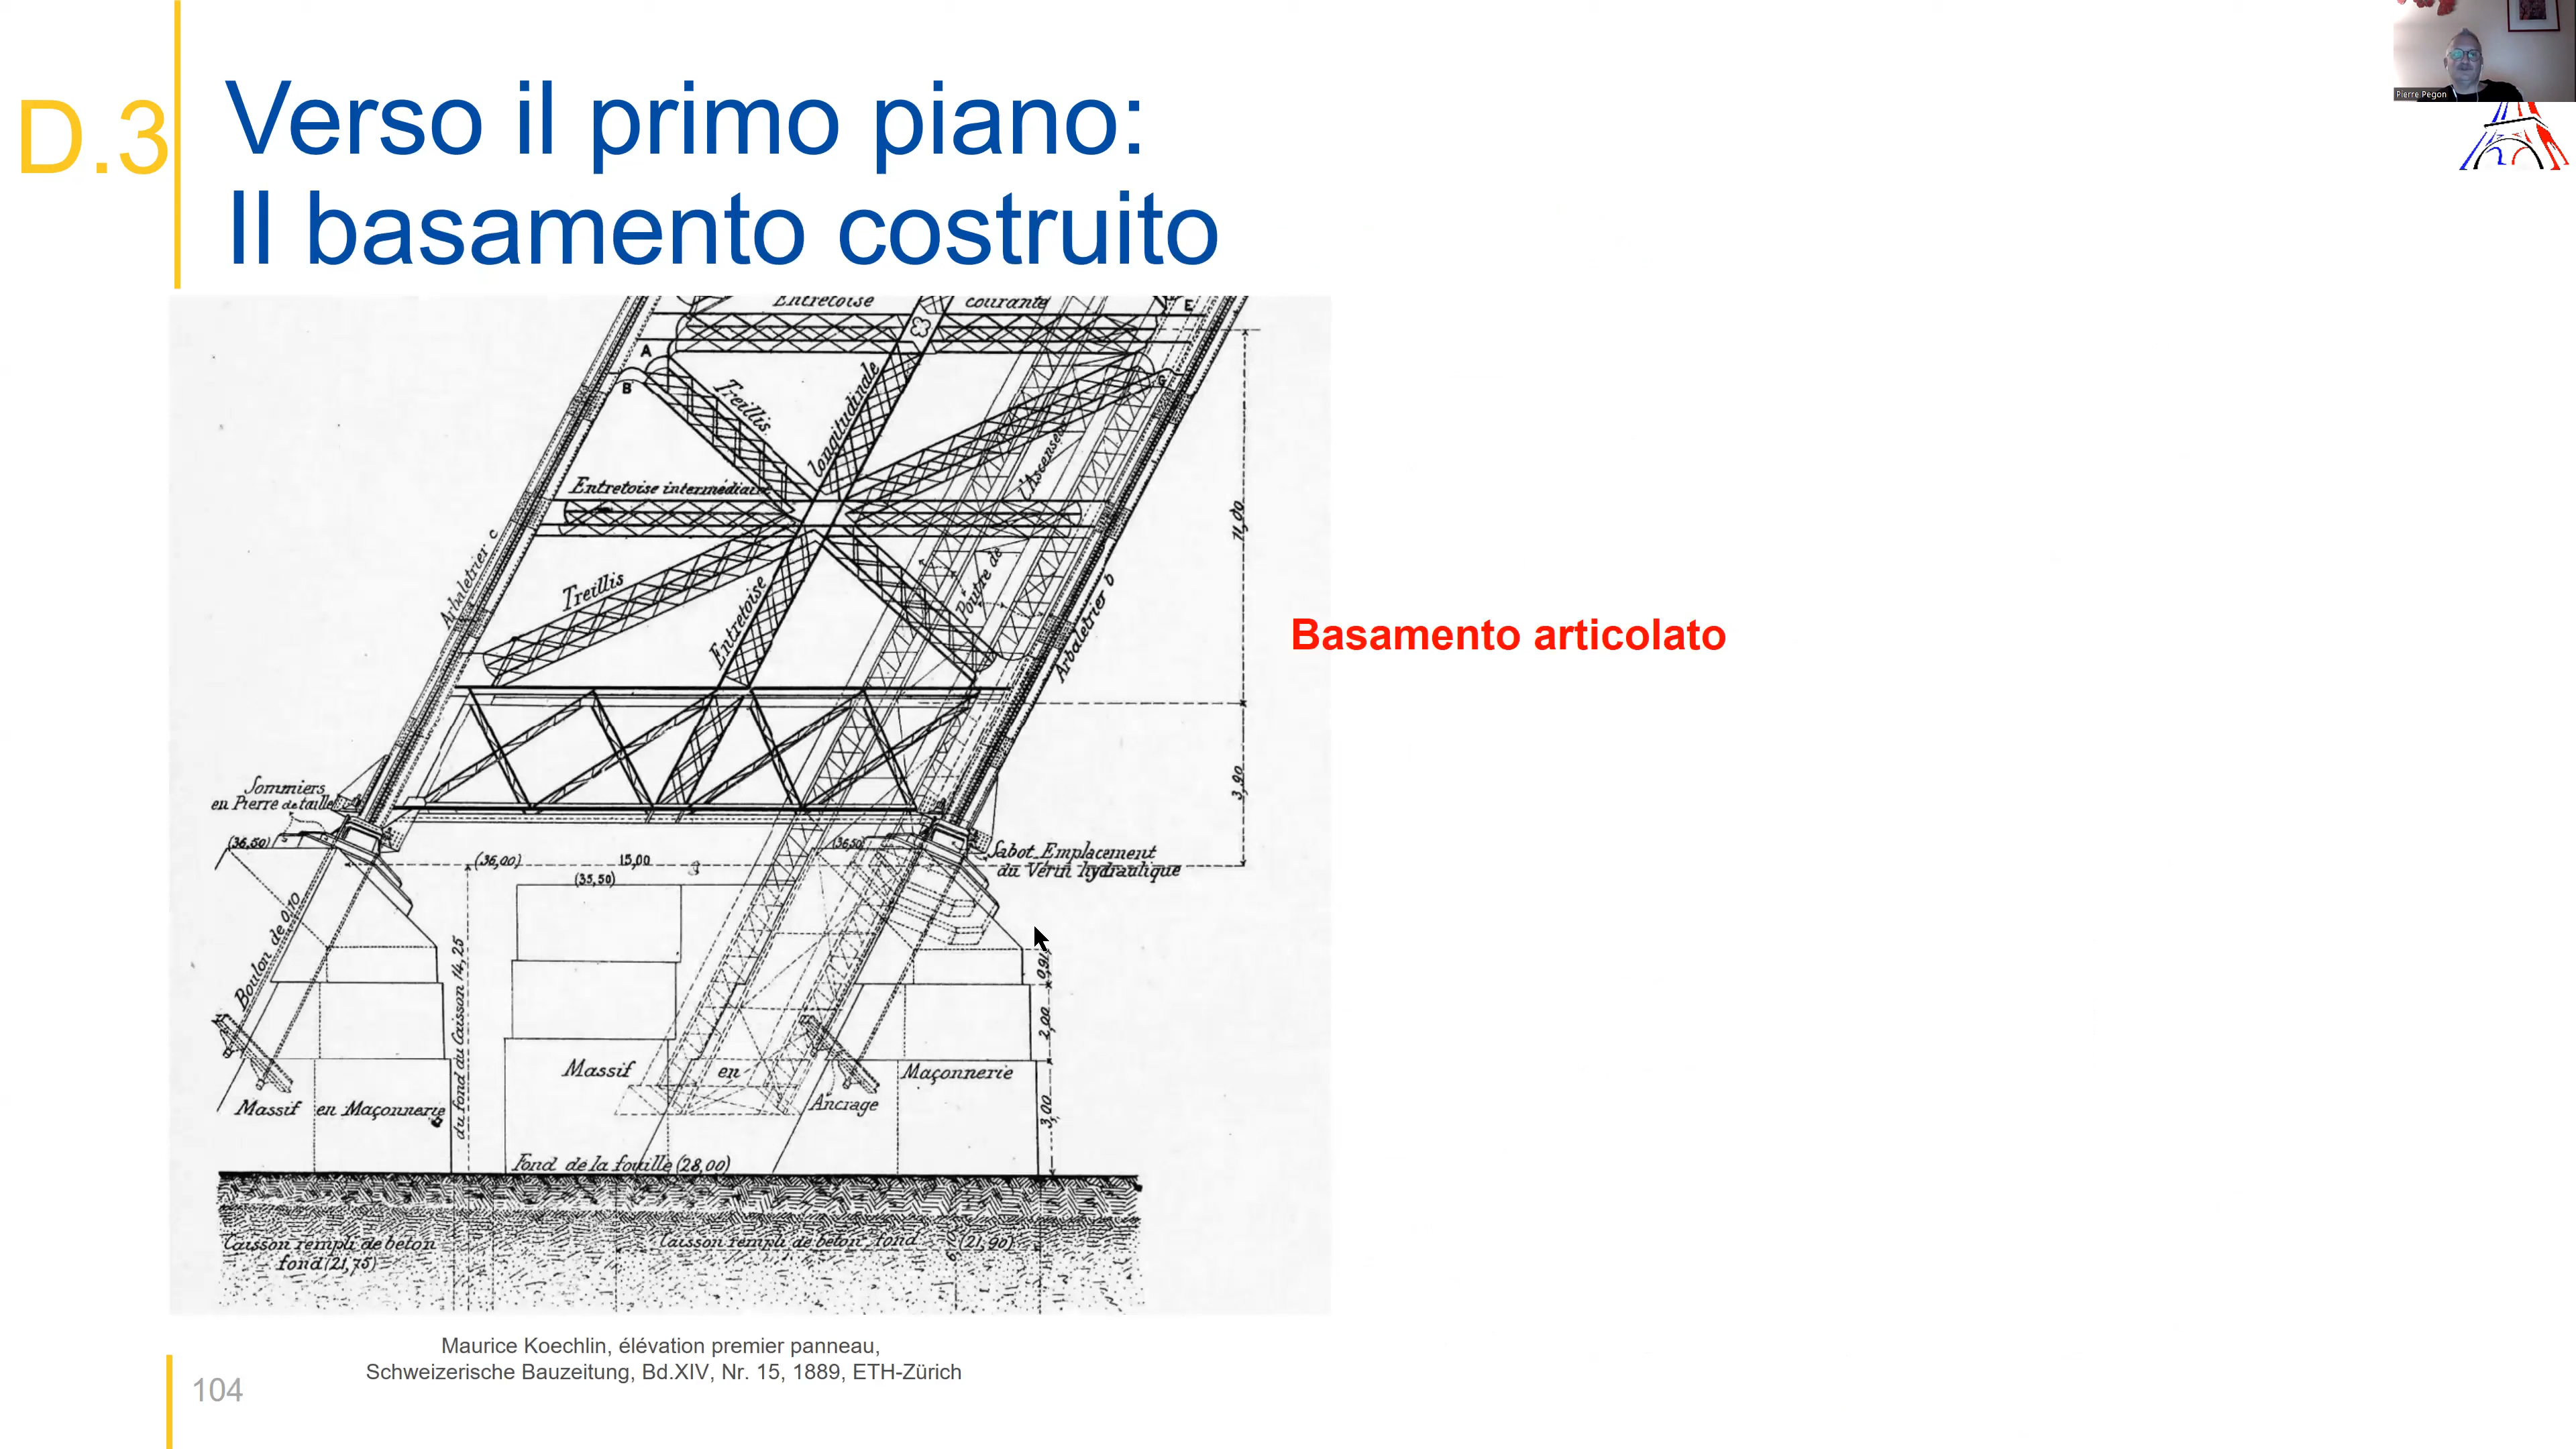 D.3
Verso il primo piano:
Il basamento costruito
Pierre Pegon
Entretoise courante
E
A
B
G
Treillis
longitudinale
l'Ascenseur
Entretoise intermédiaire
11,00
Arbaletrier c
Treillis
Entretoise
Poutre de
Arbaletrier b
Basamento articolato
3,90
Sommiers
en Pierre de taille
(36,50)
(36,00)
15,00
(36,50)
Sabot_Emplacement
du Vérin hydraulique
(35,50)
Boulon de 0,10
du fond du Caisson 14,25
2,00
Massif en Maçonnerie
Ancrage
3,00
Massif en Maçonnerie
Fond de la fouille (28,00)
Caisson rempli de beton
fond (21,75)
Caisson rempli de beton fond (21,90)
Maurice Koechlin, élévation premier panneau,
Schweizerische Bauzeitung, Bd.XIV, Nr. 15, 1889, ETH-Zürich
104